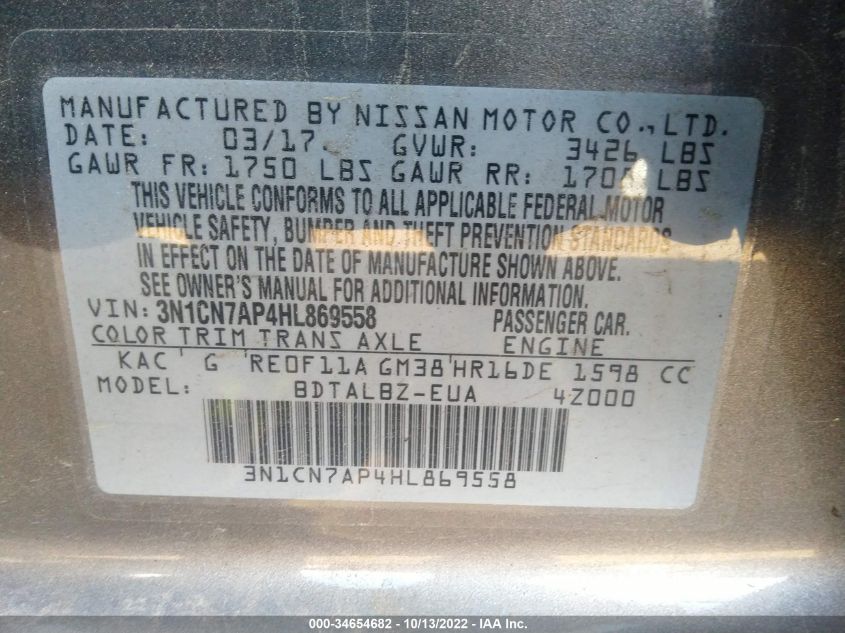 MANUFACTURED BY NISSAN MOTOR CO., LTD.
DATE: 03/17 GVWR: 3426 LBS
GAWR FR: 1750 LBS GAWR RR: LBS
THIS VEHICLE CONFORMS TO ALL APPLICABLE FEDERAL MOTOR
VEHICLE SAFETY, BUMPER AND THEFT PREVENTION STANDARDS
IN EFFECT ON THE DATE OF MANUFACTURE SHOWN ABOVE.
SEE OWNER'S MANUAL FOR ADDITIONAL INFORMATION.
VIN: 3N1CN7AP4HL869558 PASSENGER CAR.
COLOR TRIM TRANS AXLE ENGINE
KAC ' G 'RE0F11A GM38'HR16DE 1598 CC
MODEL: BDTALBZ-EUA 4Z000
3N1CN7AP4HL869558
000-34654682 - 10/13/2022 - IAA Inc.